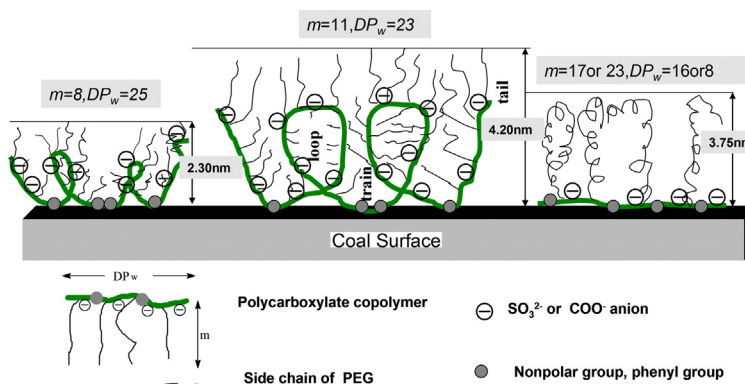 m=11,DPw=23
m=17or 23,DPw=16or8
m=8,DPw=25
tail
4.20nm
loop
3.75nm
2.30nm
train
Coal Surface
DPw
Polycarboxylate copolymer
SO₃²⁻ or COO⁻ anion
m
Side chain of PEG
Nonpolar group, phenyl group